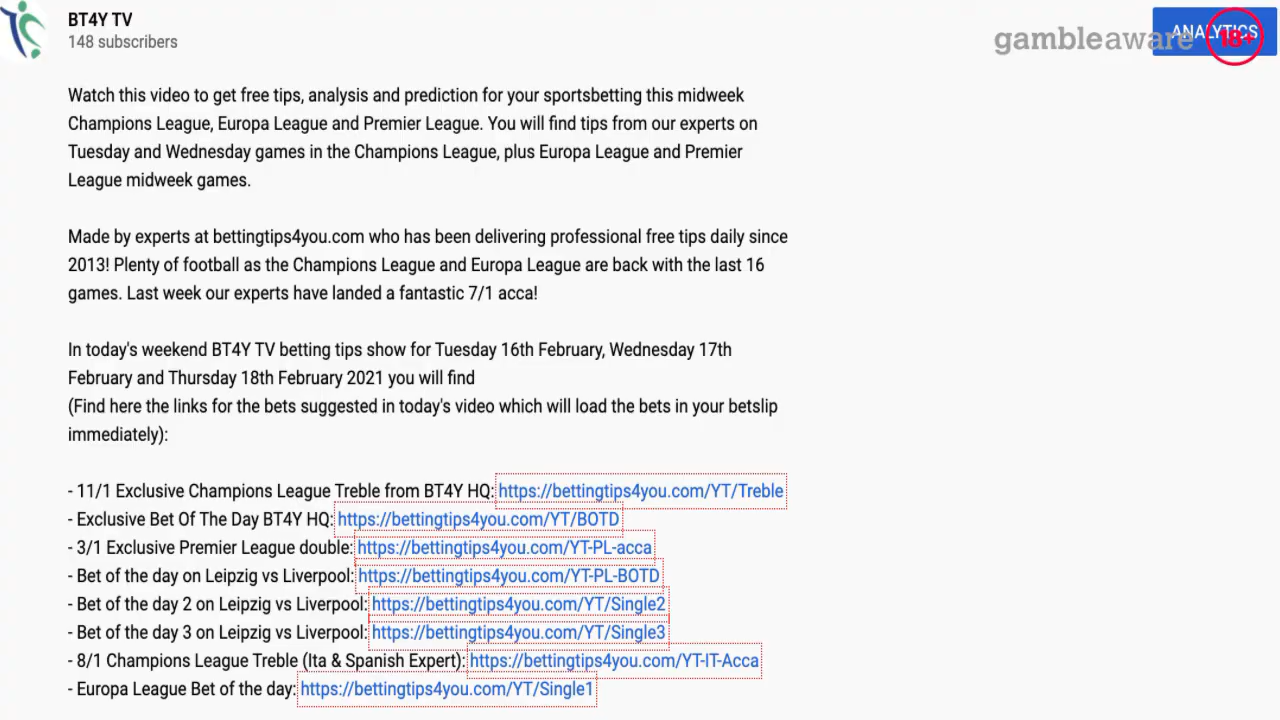 BT4Y TV
148 subscribers
gambleaware
ANALYTICS
18+
Watch this video to get free tips, analysis and prediction for your sportsbetting this midweek
Champions League, Europa League and Premier League. You will find tips from our experts on
Tuesday and Wednesday games in the Champions League, plus Europa League and Premier
League midweek games.
Made by experts at bettingtips4you.com who has been delivering professional free tips daily since
2013! Plenty of football as the Champions League and Europa League are back with the last 16
games. Last week our experts have landed a fantastic 7/1 acca!
In today's weekend BT4Y TV betting tips show for Tuesday 16th February, Wednesday 17th
February and Thursday 18th February 2021 you will find
(Find here the links for the bets suggested in today's video which will load the bets in your betslip
immediately):
- 11/1 Exclusive Champions League Treble from BT4Y HQ: https://bettingtips4you.com/YT/Treble
- Exclusive Bet Of The Day BT4Y HQ: https://bettingtips4you.com/YT/BOTD
- 3/1 Exclusive Premier League double: https://bettingtips4you.com/YT-PL-acca
- Bet of the day on Leipzig vs Liverpool: https://bettingtips4you.com/YT-PL-BOTD
- Bet of the day 2 on Leipzig vs Liverpool: https://bettingtips4you.com/YT/Single2
- Bet of the day 3 on Leipzig vs Liverpool: https://bettingtips4you.com/YT/Single3
- 8/1 Champions League Treble (Ita & Spanish Expert): https://bettingtips4you.com/YT-IT-Acca
- Europa League Bet of the day: https://bettingtips4you.com/YT/Single1